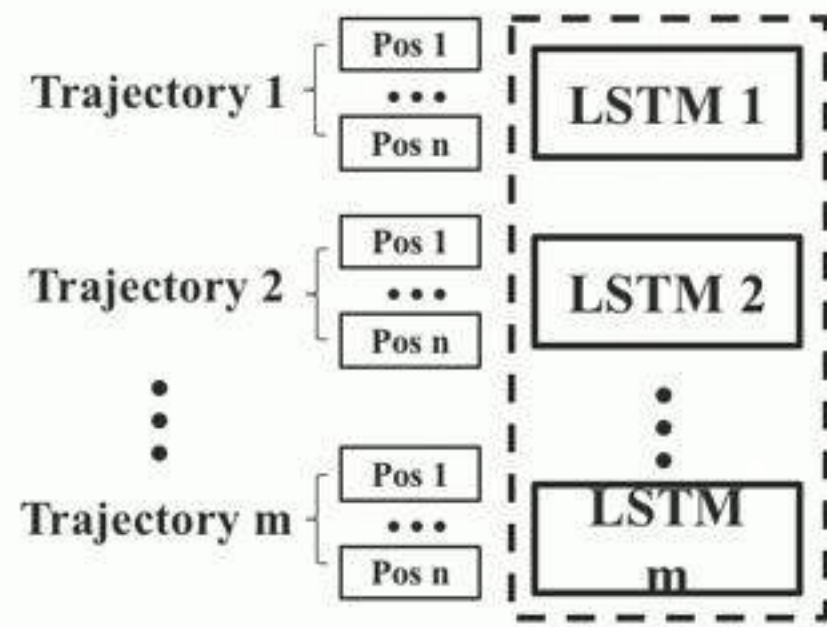 Trajectory 1
Pos 1
...
Pos n
LSTM 1
Trajectory 2
Pos 1
...
Pos n
LSTM 2
Trajectory m
Pos 1
...
Pos n
LSTM
m